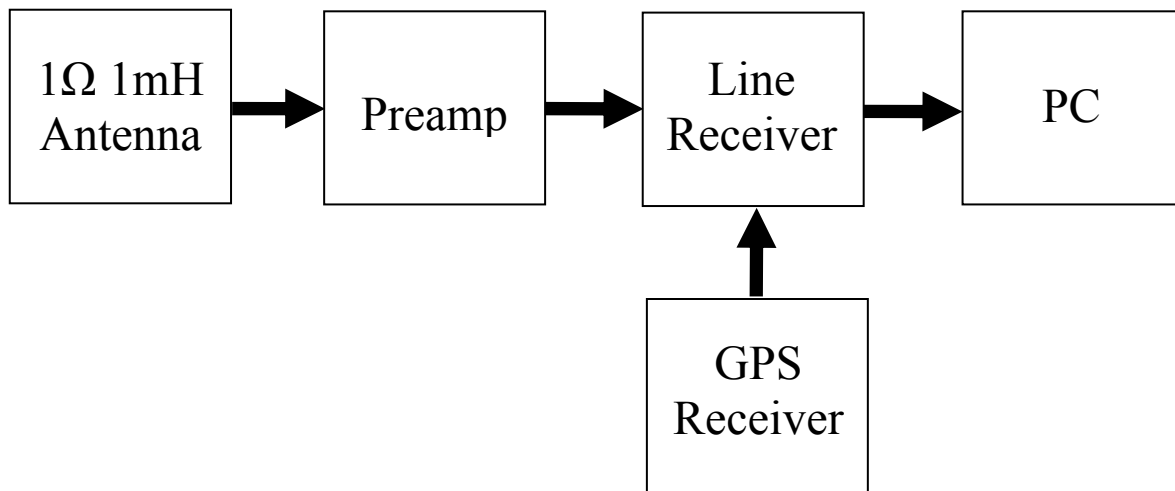 1Ω 1mH
Antenna
Preamp
Line
Receiver
PC
GPS
Receiver